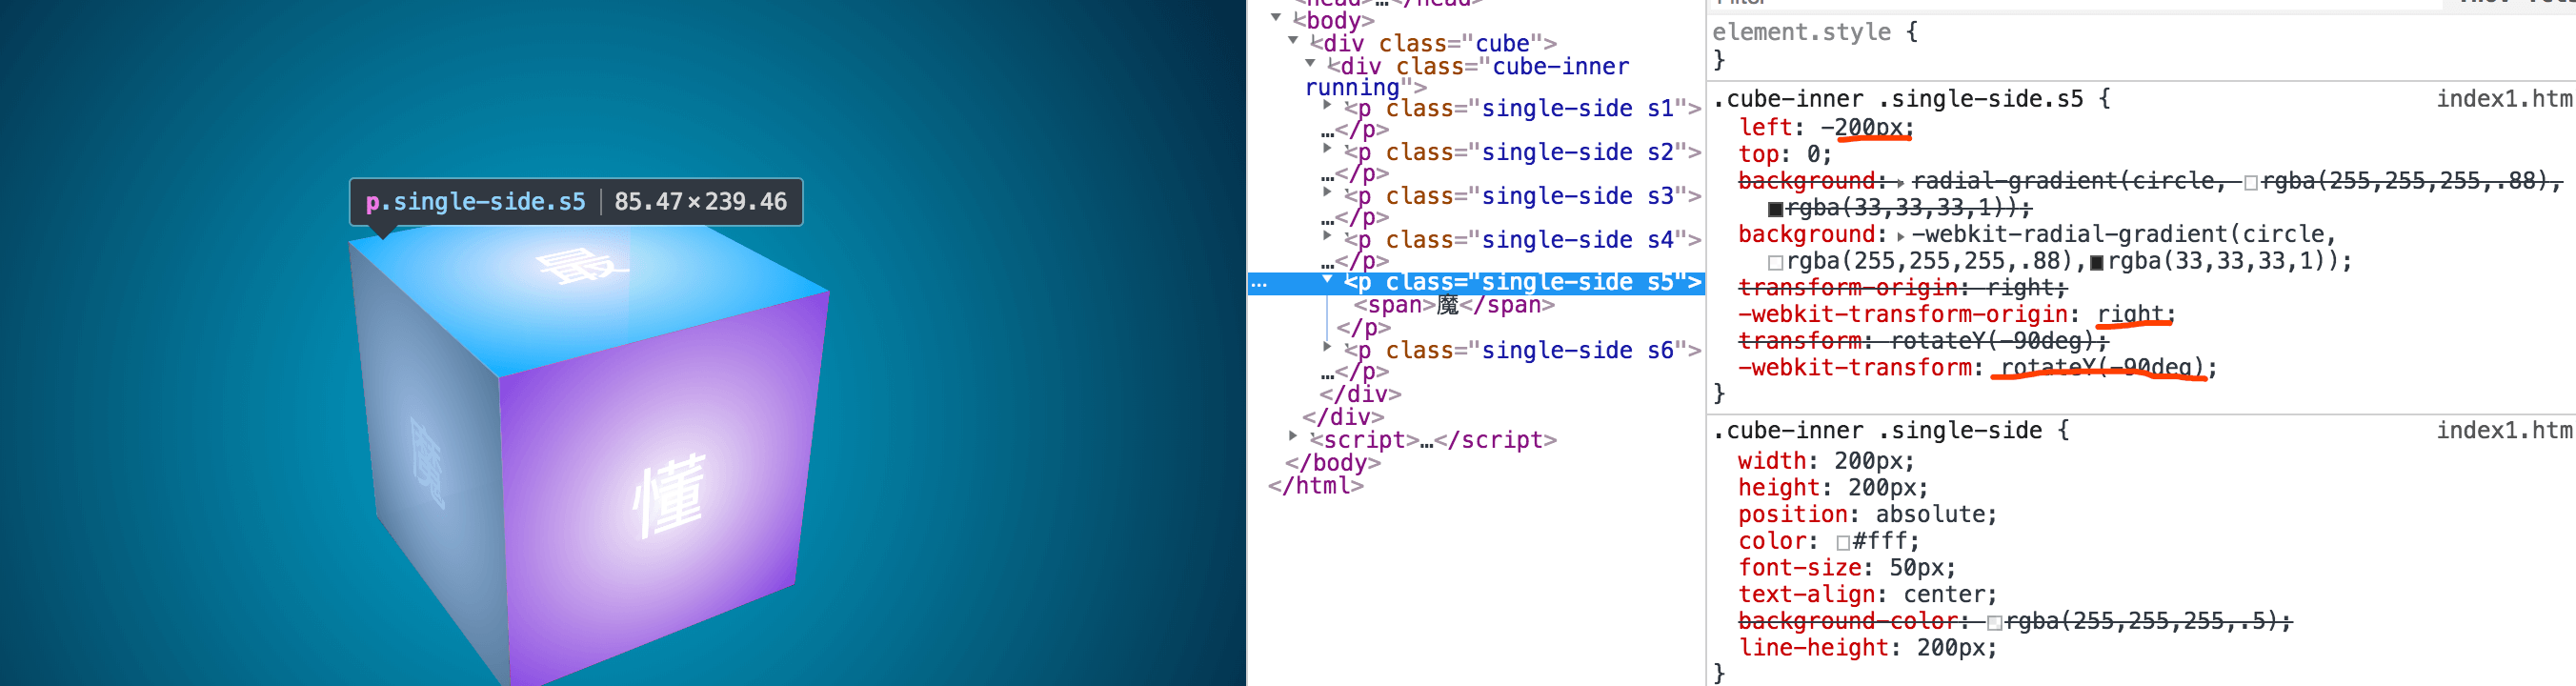 p.single-side.s5 | 85.47×239.46
最
魔
懂
<body>
<div class="cube">
<div class="cube-inner
running">
<p class="single-side s1">
…</p>
<p class="single-side s2">
…</p>
<p class="single-side s3">
…</p>
<p class="single-side s4">
…</p>
… <p class="single-side s5">
<span>魔</span>
</p>
<p class="single-side s6">
…</p>
</div>
</div>
<script>…</script>
</body>
</html>
element.style {
}
.cube-inner .single-side.s5 { index1.htm
left: -200px;
top: 0;
background: radial-gradient(circle, rgba(255,255,255,.88),
rgba(33,33,33,1));
background: -webkit-radial-gradient(circle,
rgba(255,255,255,.88),rgba(33,33,33,1));
transform-origin: right;
-webkit-transform-origin: right;
transform: rotateY(-90deg);
-webkit-transform: rotateY(-90deg);
}
.cube-inner .single-side { index1.htm
width: 200px;
height: 200px;
position: absolute;
color: #fff;
font-size: 50px;
text-align: center;
background-color: rgba(255,255,255,.5);
line-height: 200px;
}